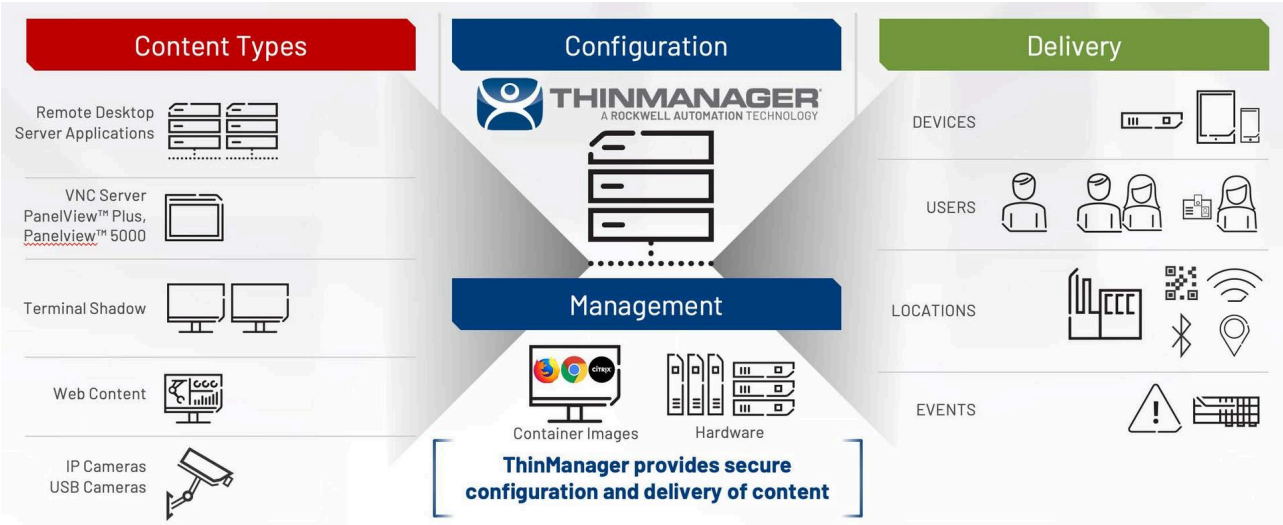 Content Types
Remote Desktop
Server Applications
VNC Server
PanelView™ Plus,
Panelview™ 5000
Terminal Shadow
Web Content
IP Cameras
USB Cameras
Configuration
THINMANAGER®
A ROCKWELL AUTOMATION TECHNOLOGY
Management
CITRIX
Container Images
Hardware
ThinManager provides secure
configuration and delivery of content
Delivery
DEVICES
USERS
LOCATIONS
EVENTS